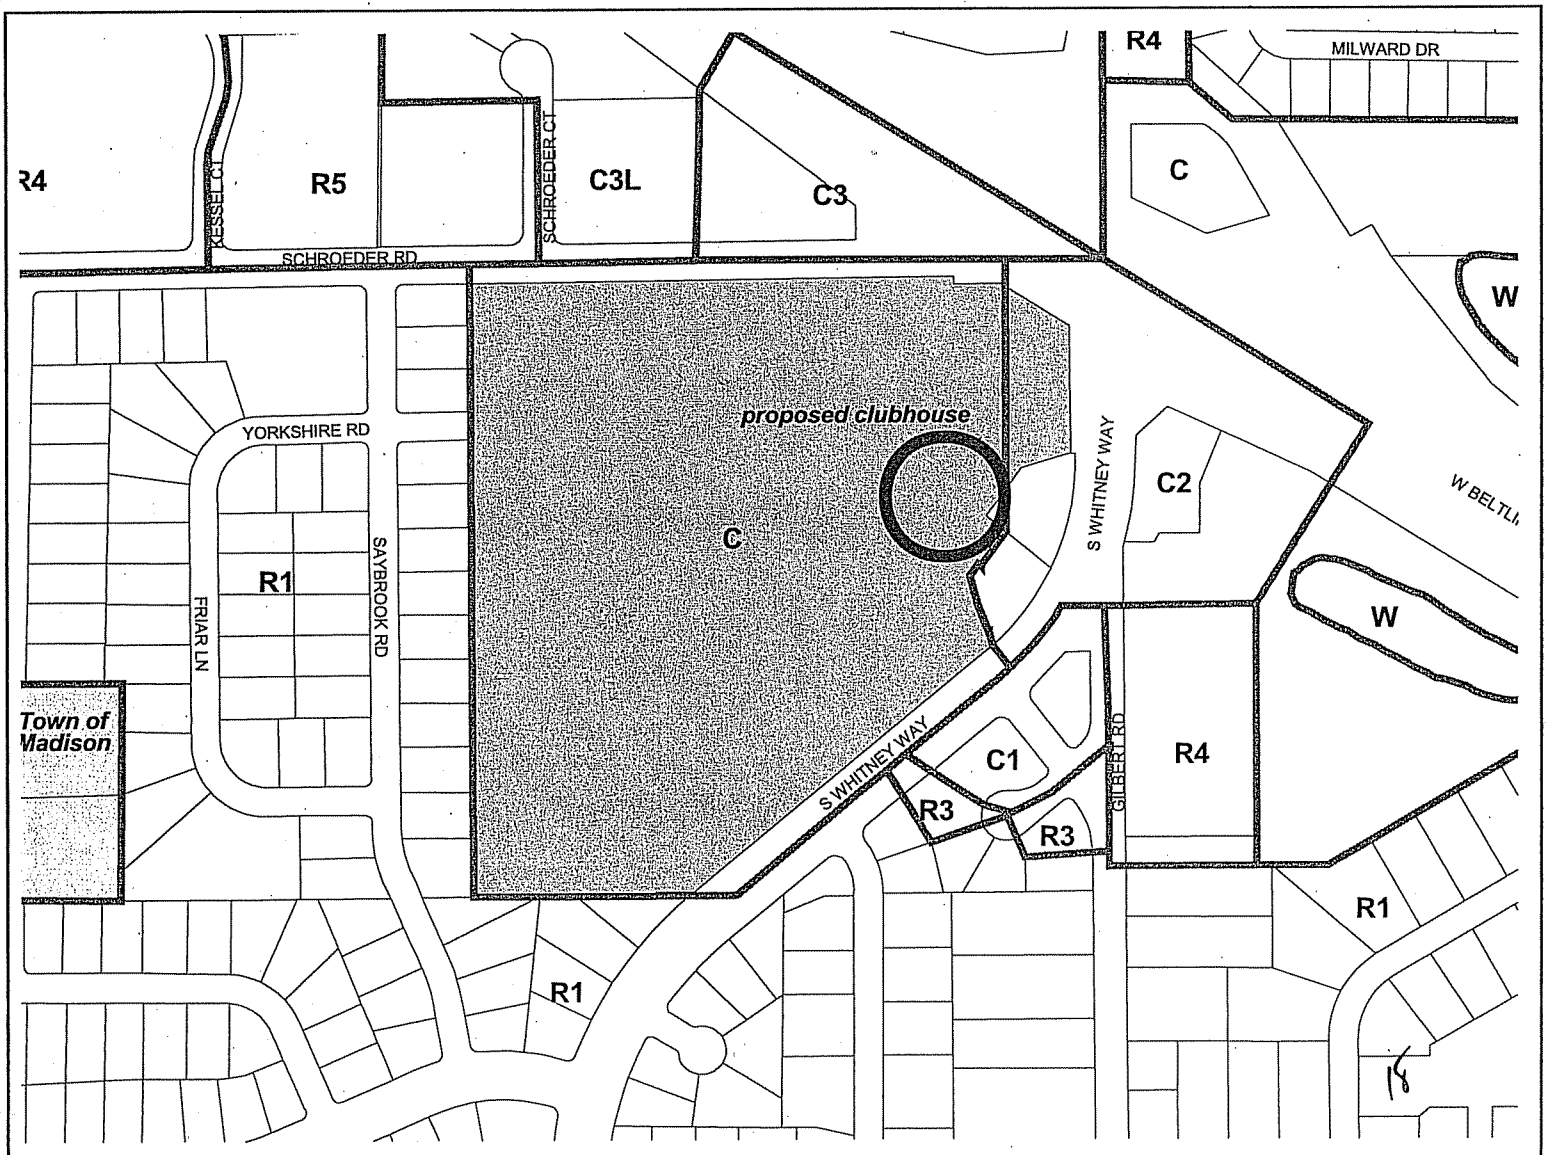 R4
MILWARD DR
R4
KESSEL CT
R5
SCHROEDER CT
C3L
C3
C
SCHROEDER RD
W
proposed clubhouse
YORKSHIRE RD
S WHITNEY WAY
C2
W BELTLI
C
SAYBROOK RD
R1
FRIAR LN
W
Town of
Madison
S WHITNEY WAY
C1
GILBERT RD
R4
R3
R3
R1
R1
18